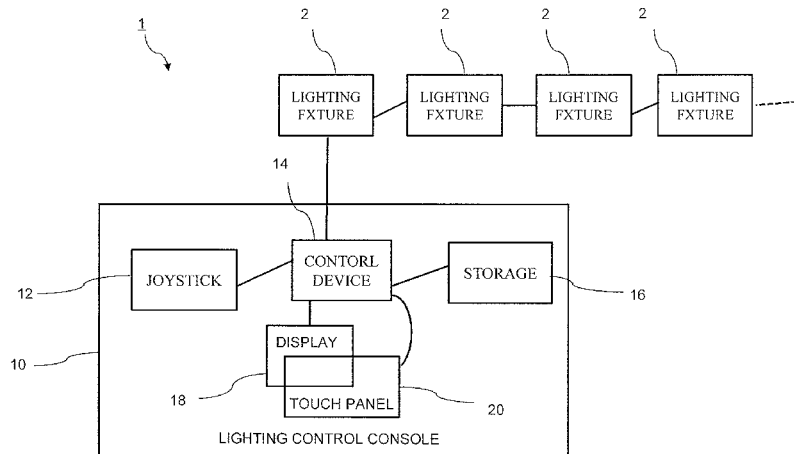 1
2
2
2
2
LIGHTING
FXTURE
LIGHTING
FXTURE
LIGHTING
FXTURE
LIGHTING
FXTURE
14
CONTORL
DEVICE
12
JOYSTICK
STORAGE
16
10
DISPLAY
18
TOUCH PANEL
20
LIGHTING CONTROL CONSOLE